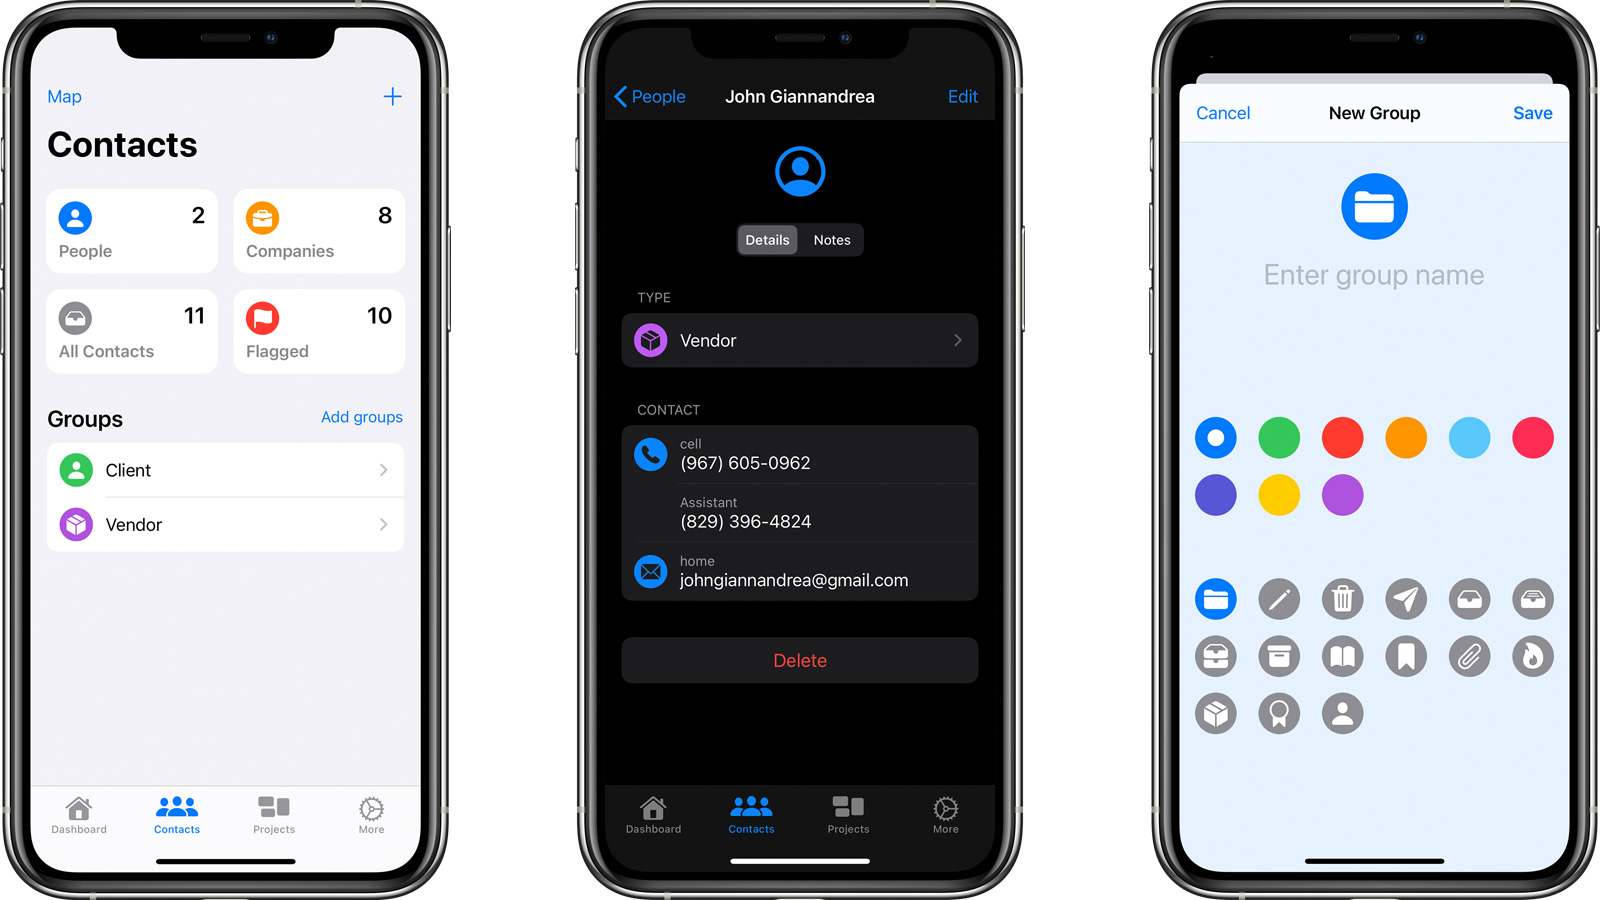 Map
Contacts
2
People
8
Companies
11
All Contacts
10
Flagged
Groups
Add groups
Client
Vendor
Dashboard
Contacts
Projects
More
People
John Giannandrea
Edit
Details
Notes
TYPE
Vendor
CONTACT
cell
(967) 605-0962
Assistant
(829) 396-4824
home
johngiannandrea@gmail.com
Delete
Dashboard
Contacts
Projects
More
Cancel
New Group
Save
Enter group name